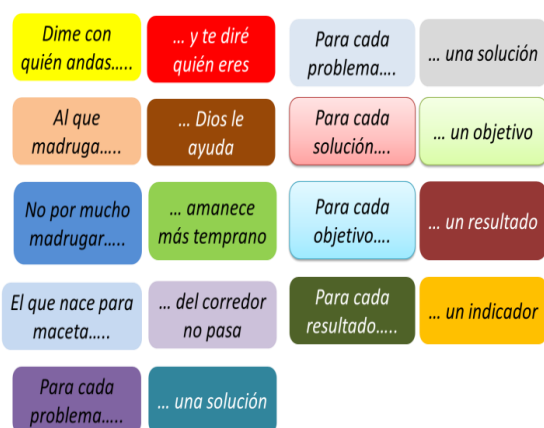 Dime con
quién andas.....
... y te diré
quién eres
Al que
madruga.....
... Dios le
ayuda
No por mucho
madrugar.....
... amanece
más temprano
El que nace para
maceta.....
... del corredor
no pasa
Para cada
problema.....
... una solución
Para cada
problema....
... una solución
Para cada
solución....
... un objetivo
Para cada
objetivo....
... un resultado
Para cada
resultado.....
... un indicador